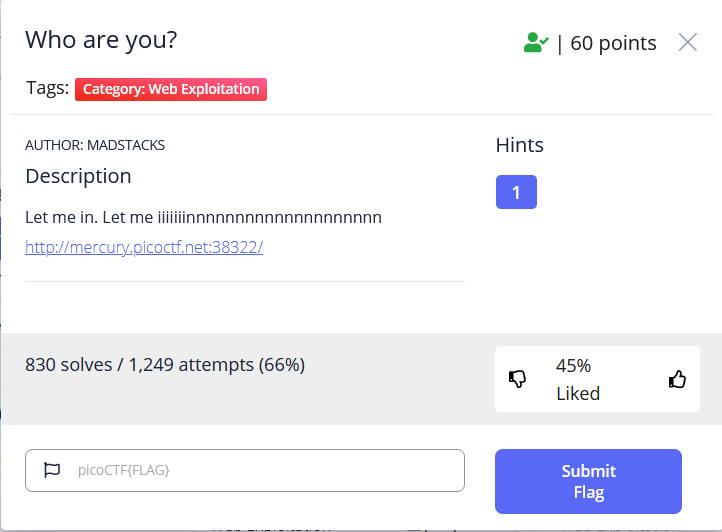 Who are you?
| 60 points
Tags: Category: Web Exploitation
AUTHOR: MADSTACKS
Hints
Description
1
Let me in. Let me iiiiiiinnnnnnnnnnnnnnnnnnnn
http://mercury.picoctf.net:38322/
830 solves / 1,249 attempts (66%)
45%
Liked
picoCTF{FLAG}
Submit
Flag